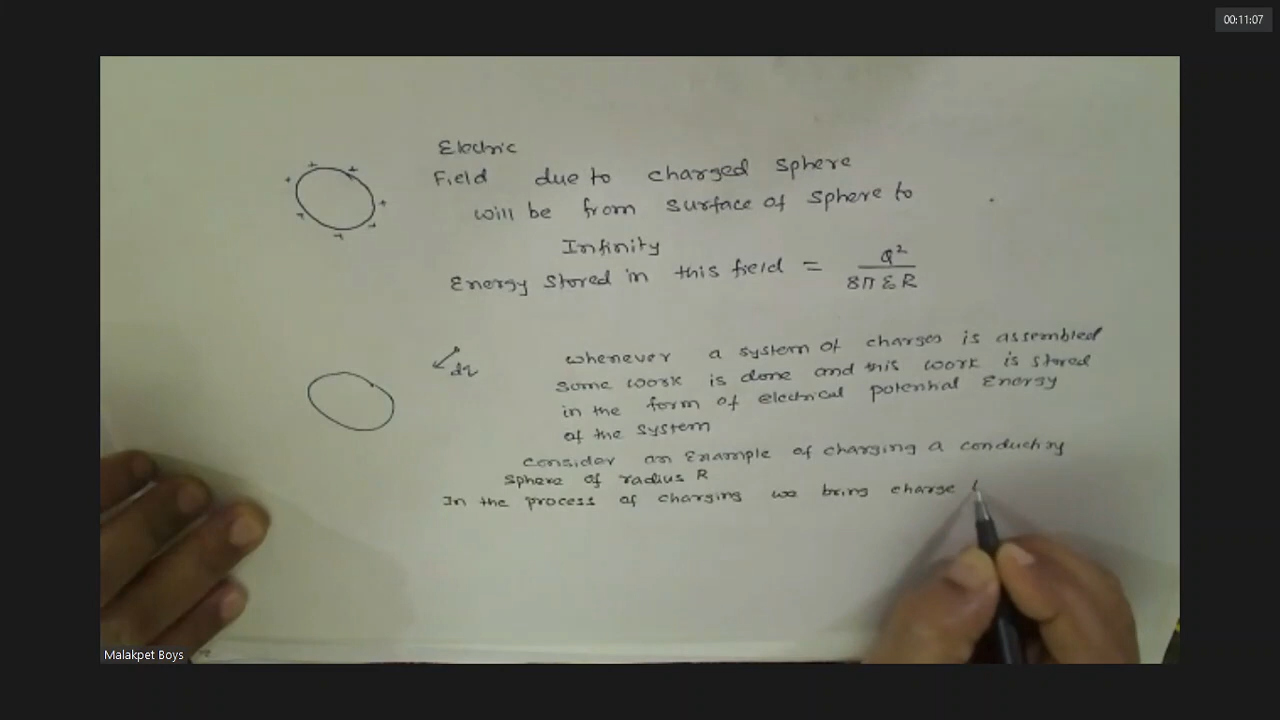 00:11:07
Electric
Field due to charged sphere
will be from surface of sphere to
Infinity
Energy stored in this field = Q²/8π ε R
dq
whenever a system of charges is assembled
some work is done and this work is stored
in the form of electrical potential Energy
of the system
consider an Example of charging a conducting
sphere of radius R
In the process of charging we bring charge
Malakpet Boys